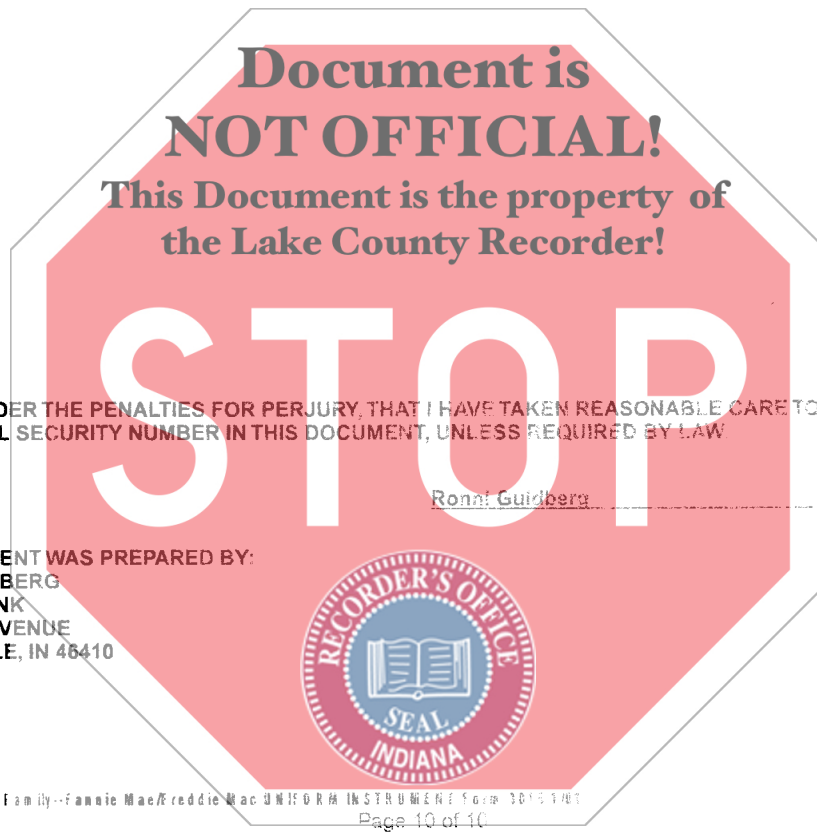 Document is
NOT OFFICIAL!
This Document is the property of
the Lake County Recorder!
STOP
DER THE PENALTIES FOR PERJURY, THAT I HAVE TAKEN REASONABLE CARE TO
L SECURITY NUMBER IN THIS DOCUMENT, UNLESS REQUIRED BY LAW
Ronni Guidberg
ENT WAS PREPARED BY:
BERG
NK
VENUE
LE, IN 46410
RECORDER'S OFFICE
SEAL
INDIANA
Family--Fannie Mae/Freddie Mac UNIFORM INSTRUMENT Form
Page 10 of 10